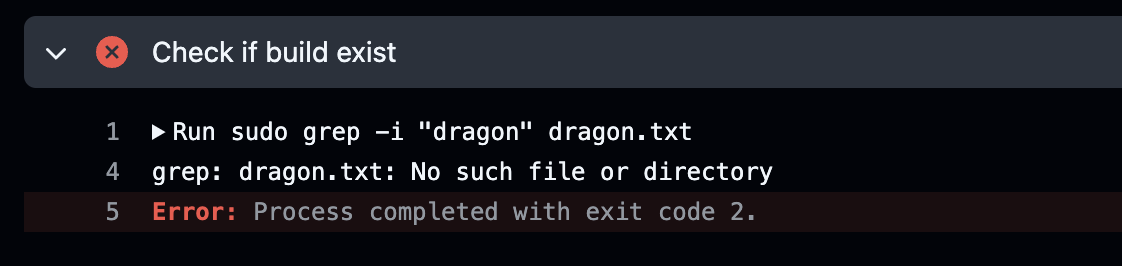 Check if build exist
1 ▶ Run sudo grep -i "dragon" dragon.txt
4 grep: dragon.txt: No such file or directory
5 Error: Process completed with exit code 2.